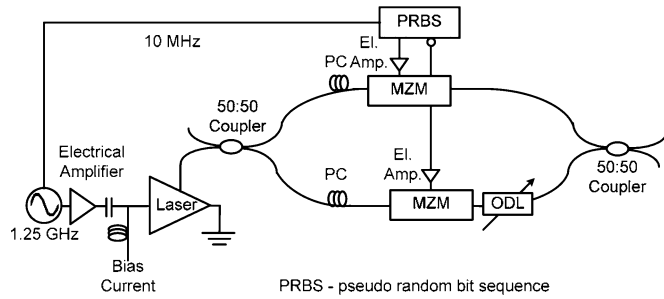 PRBS
10 MHz
El.
Amp.
PC
MZM
50:50
Coupler
Electrical
Amplifier
El.
Amp.
50:50
Coupler
PC
MZM
ODL
Laser
1.25 GHz
Bias
Current
PRBS - pseudo random bit sequence